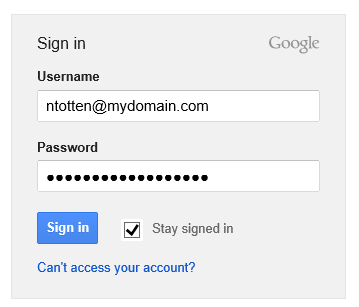 Sign in Google
Username
ntotten@mydomain.com
Password
●●●●●●●●●●●●●●●●●●
Sign in Stay signed in
Can't access your account?